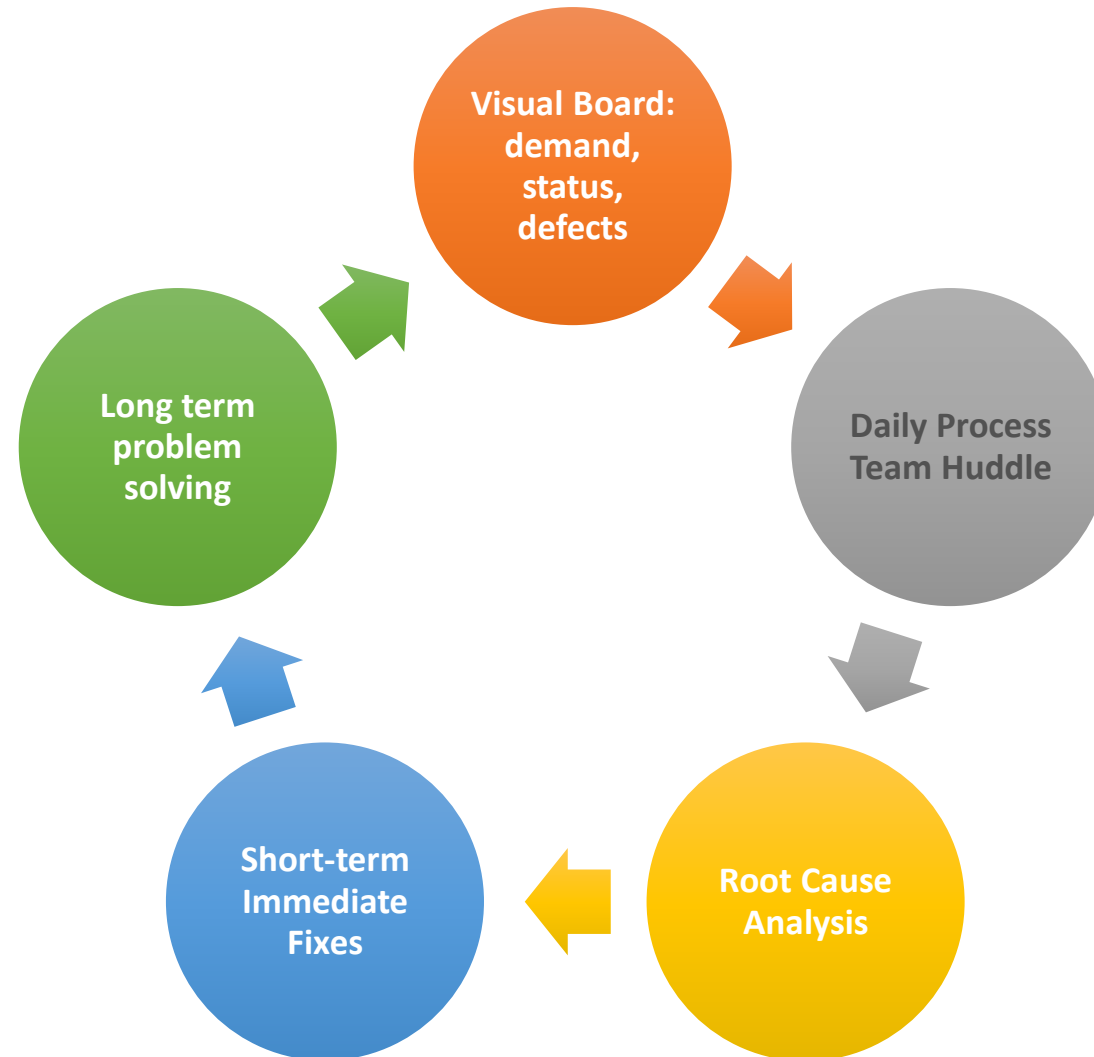 Visual Board:
demand,
status,
defects
Daily Process
Team Huddle
Root Cause
Analysis
Short-term
Immediate
Fixes
Long term
problem
solving